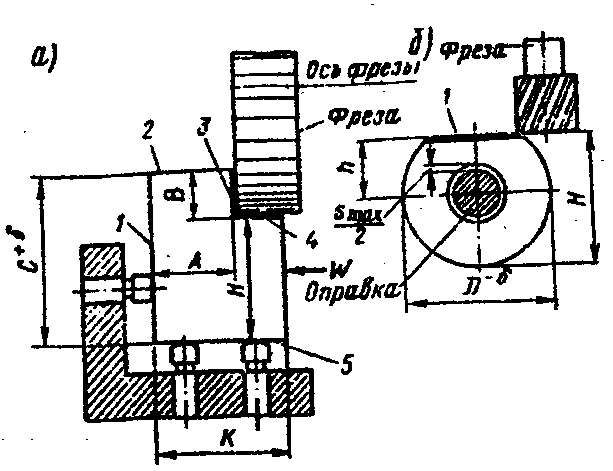 а)
Ось фрезы
Фреза
3
2
1
B
4
A
H
W
C+δ
5
K
б)
Фреза
1
h
H
Smax
2
Оправка
D-δ